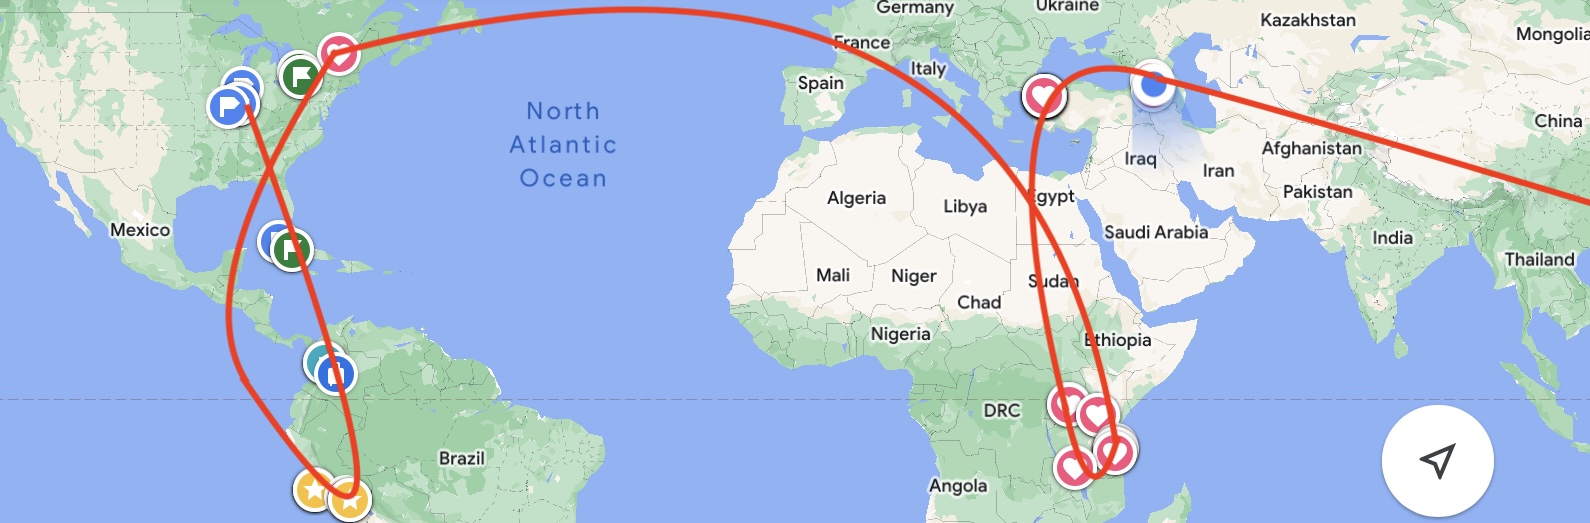 Germany
Ukraine
Kazakhstan
Mongolia
France
Italy
Spain
North
Atlantic
Ocean
China
Afghanistan
Iraq
Iran
Pakistan
Algeria
Libya
Egypt
Mexico
Saudi Arabia
India
Thailand
Mali
Niger
Chad
Sudan
Nigeria
Ethiopia
DRC
Brazil
Angola